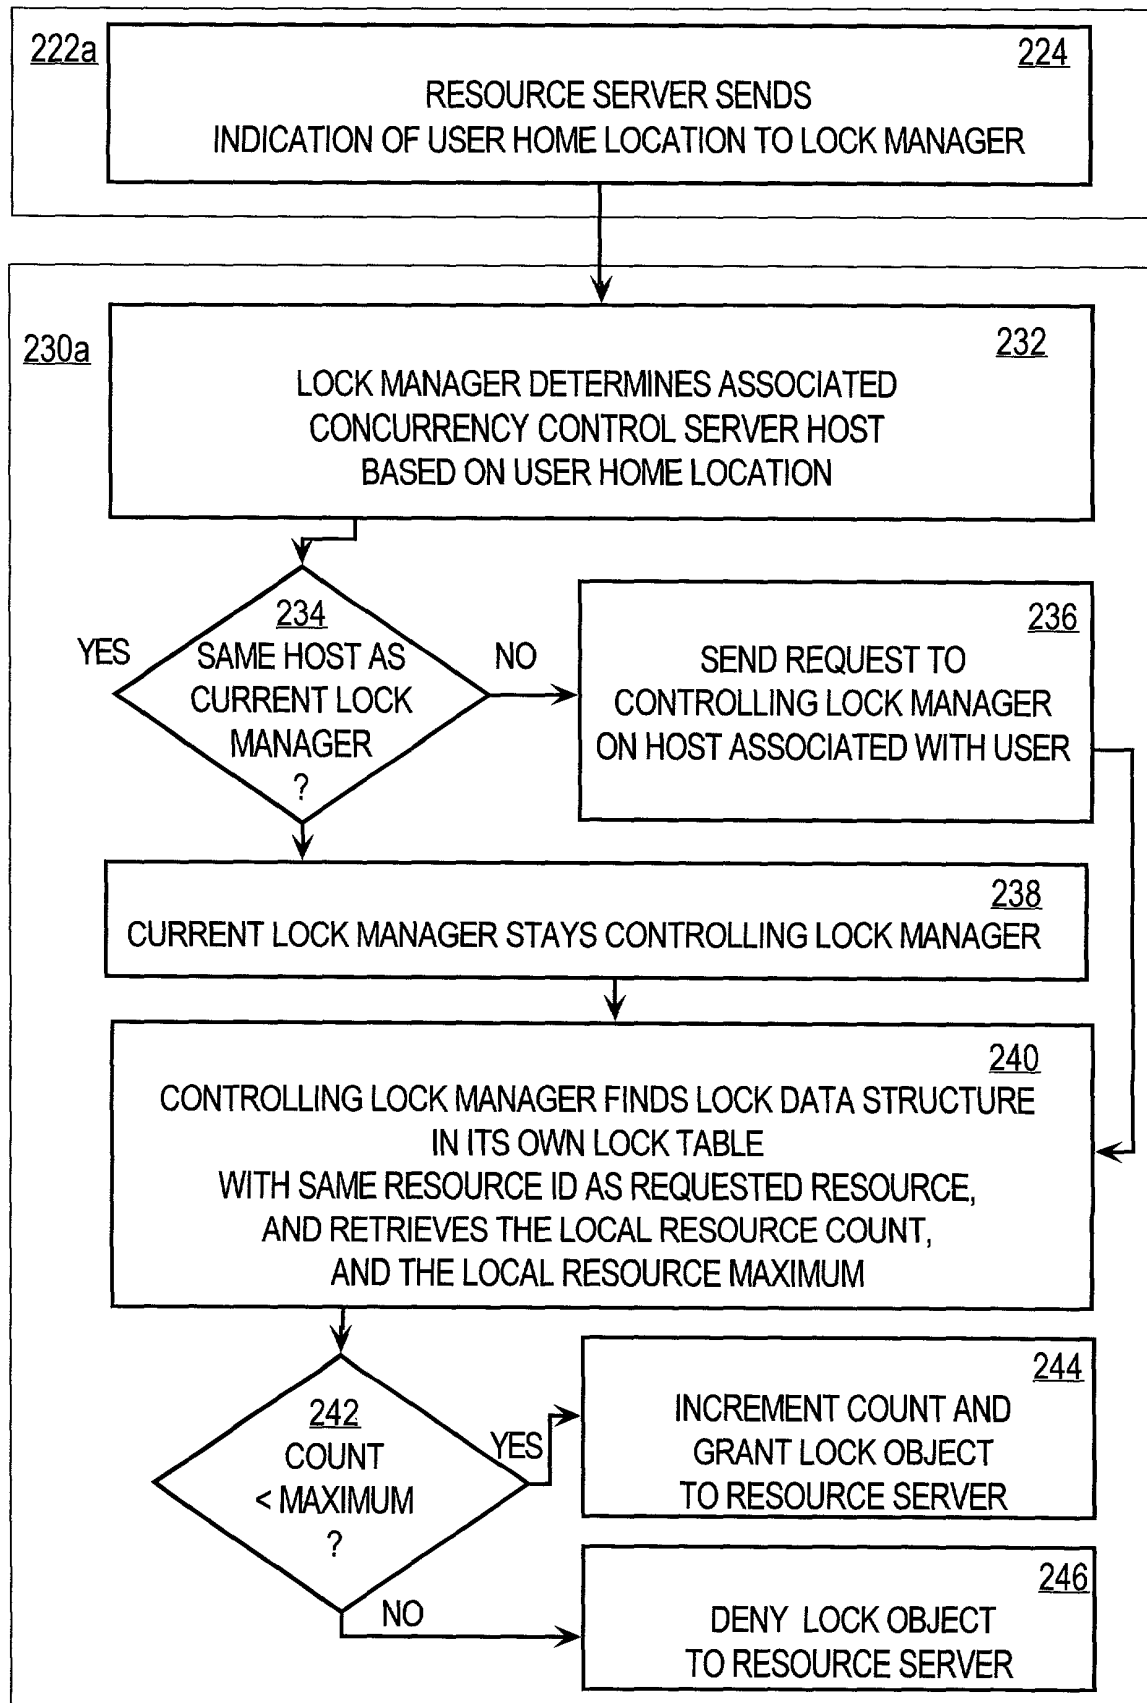 222a
224
RESOURCE SERVER SENDS
INDICATION OF USER HOME LOCATION TO LOCK MANAGER
230a
232
LOCK MANAGER DETERMINES ASSOCIATED
CONCURRENCY CONTROL SERVER HOST
BASED ON USER HOME LOCATION
234
SAME HOST AS
CURRENT LOCK
MANAGER
?
YES
NO
236
SEND REQUEST TO
CONTROLLING LOCK MANAGER
ON HOST ASSOCIATED WITH USER
238
CURRENT LOCK MANAGER STAYS CONTROLLING LOCK MANAGER
240
CONTROLLING LOCK MANAGER FINDS LOCK DATA STRUCTURE
IN ITS OWN LOCK TABLE
WITH SAME RESOURCE ID AS REQUESTED RESOURCE,
AND RETRIEVES THE LOCAL RESOURCE COUNT,
AND THE LOCAL RESOURCE MAXIMUM
242
COUNT
< MAXIMUM
?
YES
244
INCREMENT COUNT AND
GRANT LOCK OBJECT
TO RESOURCE SERVER
NO
246
DENY LOCK OBJECT
TO RESOURCE SERVER